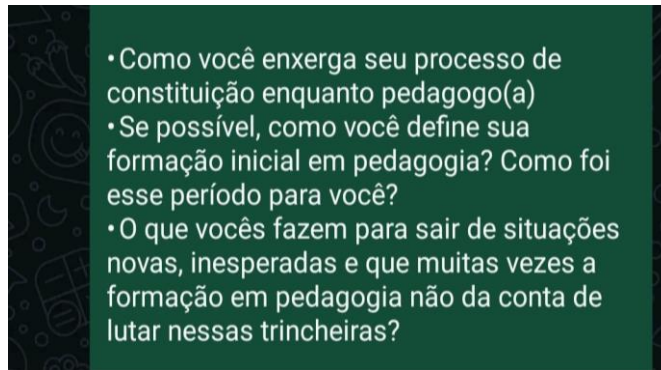 •Como você enxerga seu processo de
constituição enquanto pedagogo(a)
•Se possível, como você define sua
formação inicial em pedagogia? Como foi
esse período para você?
•O que vocês fazem para sair de situações
novas, inesperadas e que muitas vezes a
formação em pedagogia não da conta de
lutar nessas trincheiras?